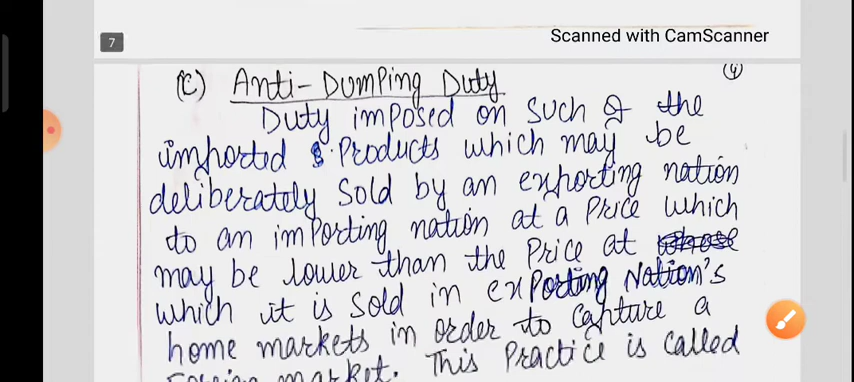 7
Scanned with CamScanner
(4)
(C) Anti-Dumping Duty
Duty imposed on such of the
imported Products which may be
deliberately sold by an exporting nation
to an importing nation at a Price which
may be lower than the Price at
which it is sold in exporting Nation's
home markets in order to capture a
Foreign market. This Practice is called